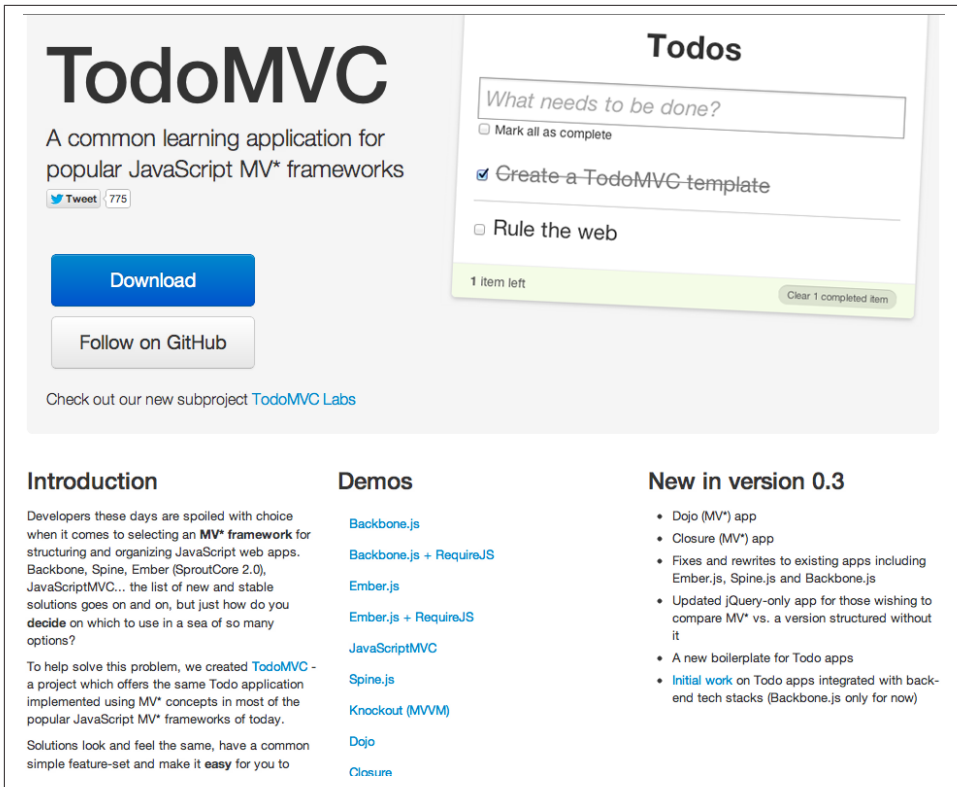 TodoMVC
A common learning application for
popular JavaScript MV* frameworks
Tweet 775
Download
Follow on GitHub
Check out our new subproject TodoMVC Labs
Todos
What needs to be done?
Mark all as complete
Create a TodoMVC template
Rule the web
1 item left
Clear 1 completed item
Introduction
Developers these days are spoiled with choice
when it comes to selecting an MV* framework for
structuring and organizing JavaScript web apps.
Backbone, Spine, Ember (SproutCore 2.0),
JavaScriptMVC... the list of new and stable
solutions goes on and on, but just how do you
decide on which to use in a sea of so many
options?
To help solve this problem, we created TodoMVC -
a project which offers the same Todo application
implemented using MV* concepts in most of the
popular JavaScript MV* frameworks of today.
Solutions look and feel the same, have a common
simple feature-set and make it easy for you to
Demos
Backbone.js
Backbone.js + RequireJS
Ember.js
Ember.js + RequireJS
JavaScriptMVC
Spine.js
Knockout (MVVM)
Dojo
Closure
New in version 0.3
• Dojo (MV*) app
• Closure (MV*) app
• Fixes and rewrites to existing apps including
Ember.js, Spine.js and Backbone.js
• Updated jQuery-only app for those wishing to
compare MV* vs. a version structured without
it
• A new boilerplate for Todo apps
• Initial work on Todo apps integrated with back-
end tech stacks (Backbone.js only for now)